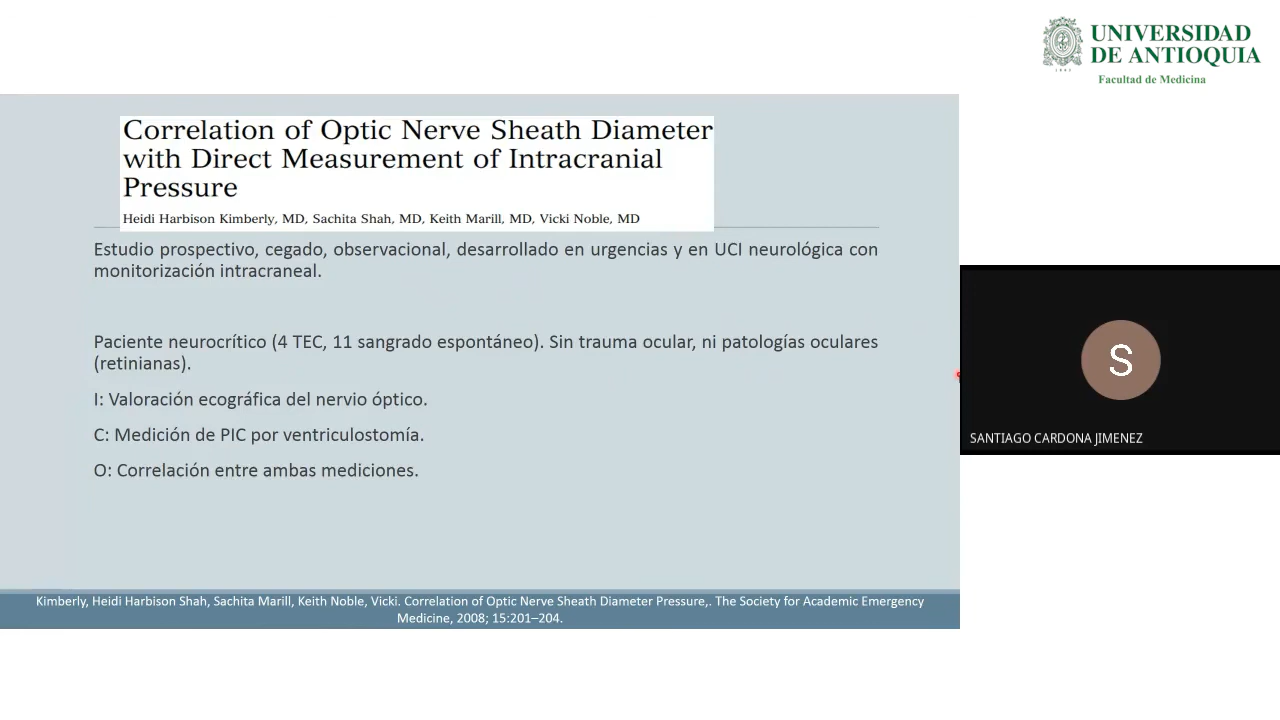 UNIVERSIDAD
DE ANTIOQUIA
1803
Facultad de Medicina
Correlation of Optic Nerve Sheath Diameter
with Direct Measurement of Intracranial
Pressure
Heidi Harbison Kimberly, MD, Sachita Shah, MD, Keith Marill, MD, Vicki Noble, MD
Estudio prospectivo, cegado, observacional, desarrollado en urgencias y en UCI neurológica con
monitorización intracraneal.
Paciente neurocrítico (4 TEC, 11 sangrado espontáneo). Sin trauma ocular, ni patologías oculares
(retinianas).
I: Valoración ecográfica del nervio óptico.
C: Medición de PIC por ventriculostomía.
O: Correlación entre ambas mediciones.
S
SANTIAGO CARDONA JIMENEZ
Kimberly, Heidi Harbison Shah, Sachita Marill, Keith Noble, Vicki. Correlation of Optic Nerve Sheath Diameter Pressure,. The Society for Academic Emergency
Medicine, 2008; 15:201–204.